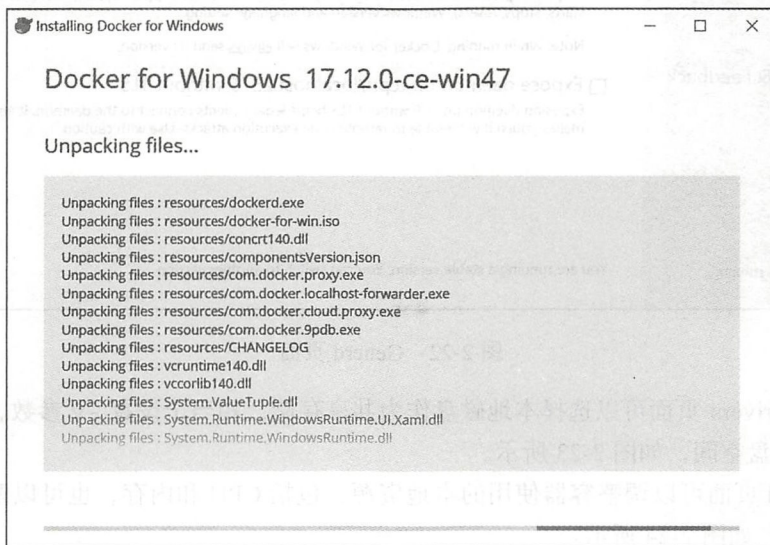 Installing Docker for Windows
Docker for Windows 17.12.0-ce-win47
Unpacking files...
Unpacking files : resources/dockerd.exe
Unpacking files : resources/docker-for-win.iso
Unpacking files : resources/concrt140.dll
Unpacking files : resources/componentsVersion.json
Unpacking files : resources/com.docker.proxy.exe
Unpacking files : resources/com.docker.localhost-forwarder.exe
Unpacking files : resources/com.docker.cloud.proxy.exe
Unpacking files : resources/com.docker.9pdb.exe
Unpacking files : resources/CHANGELOG
Unpacking files : vcruntime140.dll
Unpacking files : vccorlib140.dll
Unpacking files : System.ValueTuple.dll
Unpacking files : System.Runtime.WindowsRuntime.UI.Xaml.dll
Unpacking files : System.Runtime.WindowsRuntime.dll